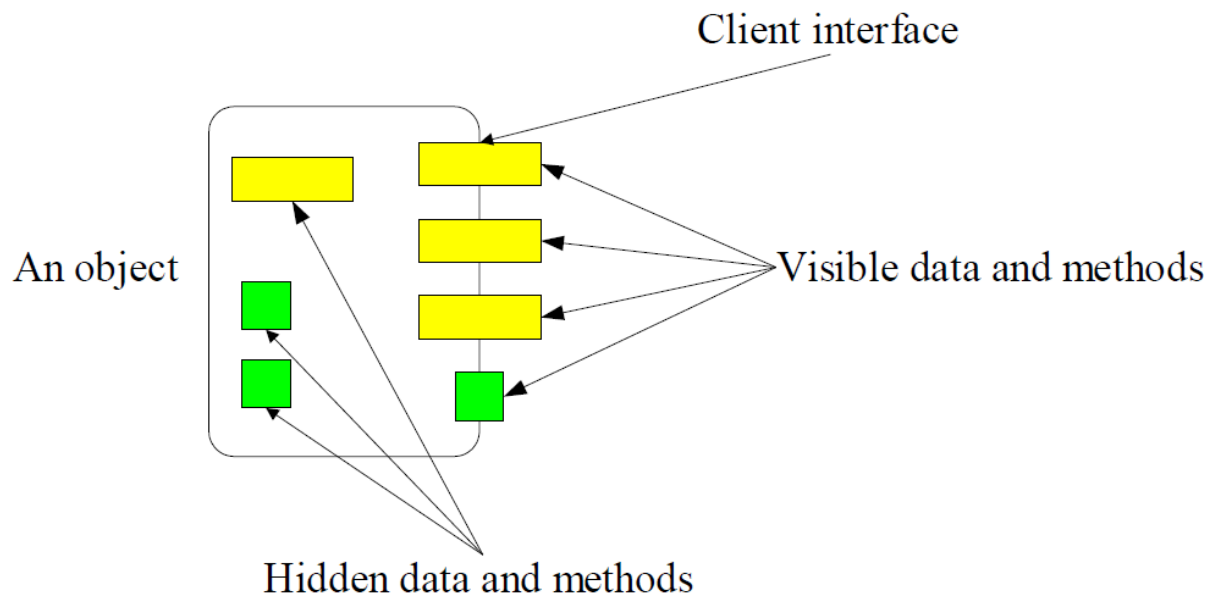 Client interface
An object
Visible data and methods
Hidden data and methods